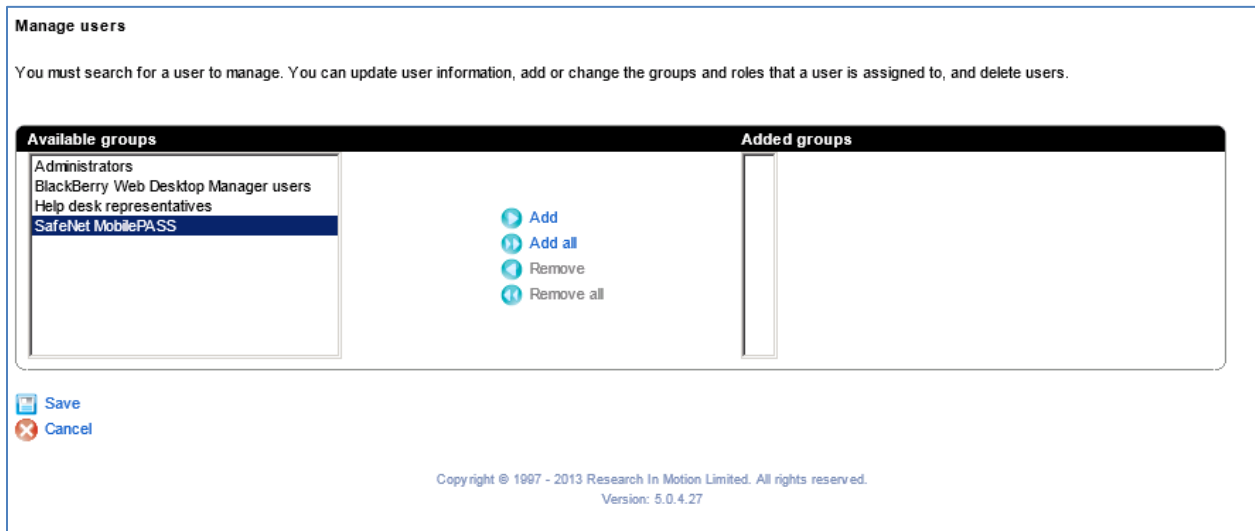 Manage users
You must search for a user to manage. You can update user information, add or change the groups and roles that a user is assigned to, and delete users.
Available groups
Added groups
Administrators
BlackBerry Web Desktop Manager users
Help desk representatives
SafeNet MobilePASS
Add
Add all
Remove
Remove all
Save
Cancel
Copyright © 1997 - 2013 Research In Motion Limited. All rights reserved.
Version: 5.0.4.27